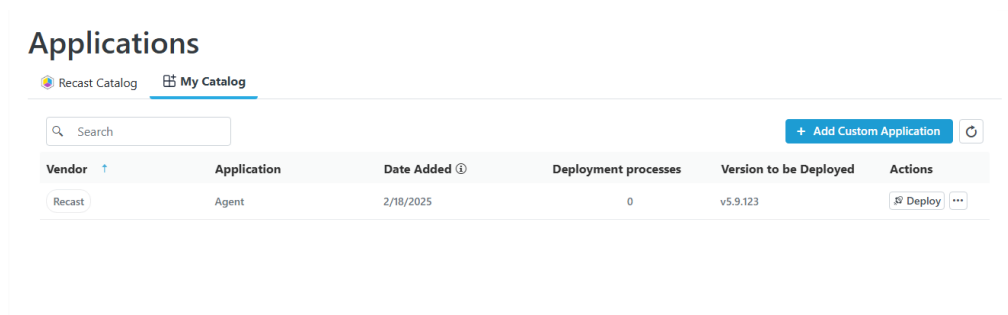 Applications
Recast Catalog My Catalog
Search + Add Custom Application
Vendor ↑ Application Date Added Deployment processes Version to be Deployed Actions
Recast Agent 2/18/2025 0 v5.9.123 Deploy ...